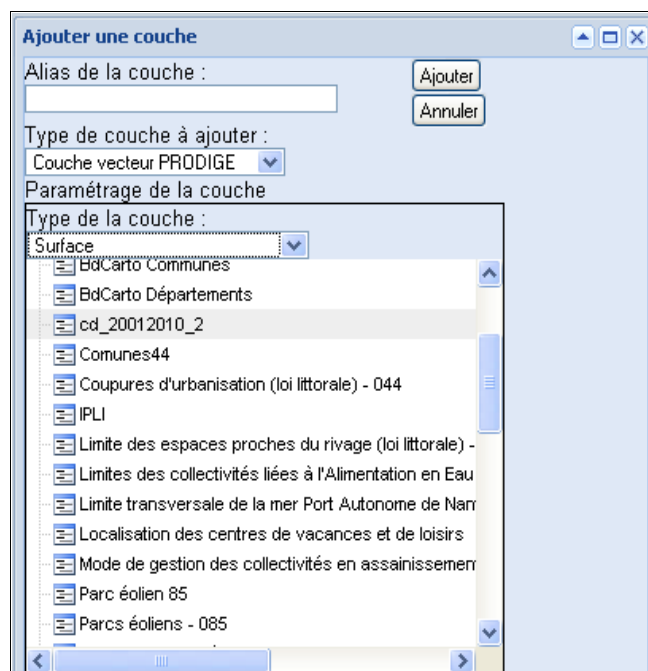 Ajouter une couche
Alias de la couche :
Ajouter
Annuler
Type de couche à ajouter :
Couche vecteur PRODIGE
Paramétrage de la couche
Type de la couche :
Surface
BdCarto Communes
BdCarto Départements
cd_20012010_2
Comunes44
Coupures d'urbanisation (loi littorale) - 044
IPLI
Limite des espaces proches du rivage (loi littorale) -
Limites des collectivités liées à l'Alimentation en Eau
Limite transversale de la mer Port Autonome de Nan
Localisation des centres de vacances et de loisirs
Mode de gestion des collectivités en assainissemen
Parc éolien 85
Parcs éoliens - 085